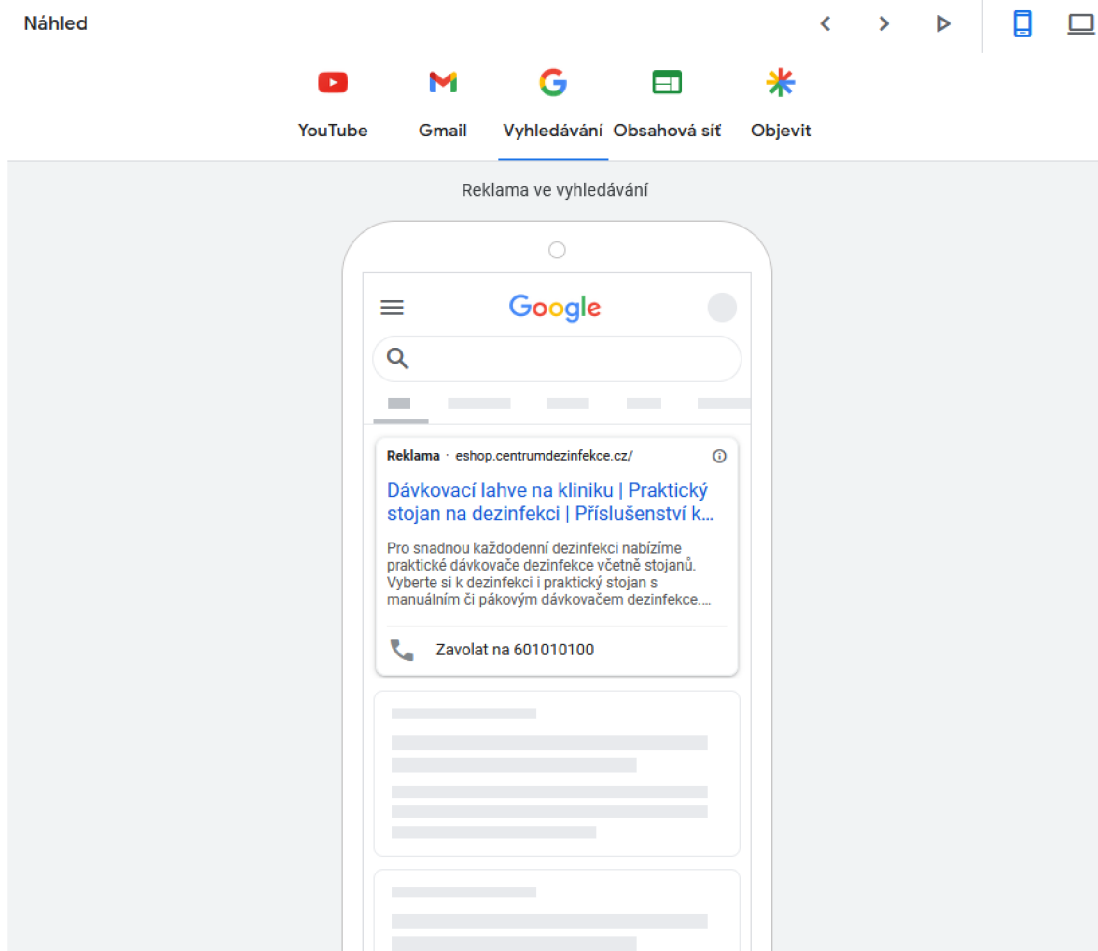 Náhled
YouTube
Gmail
Vyhledávání
Obsahová síť
Objevit
Reklama ve vyhledávání
Google
Reklama · eshop.centrumdezinfekce.cz/
Dávkovací lahve na kliniku | Praktický
stojan na dezinfekci | Příslušenství k...
Pro snadnou každodenní dezinfekci nabízíme
praktické dávkovače dezinfekce včetně stojanů.
Vyberte si k dezinfekci i praktický stojan s
manuálním či pákovým dávkovačem dezinfekce....
Zavolat na 601010100